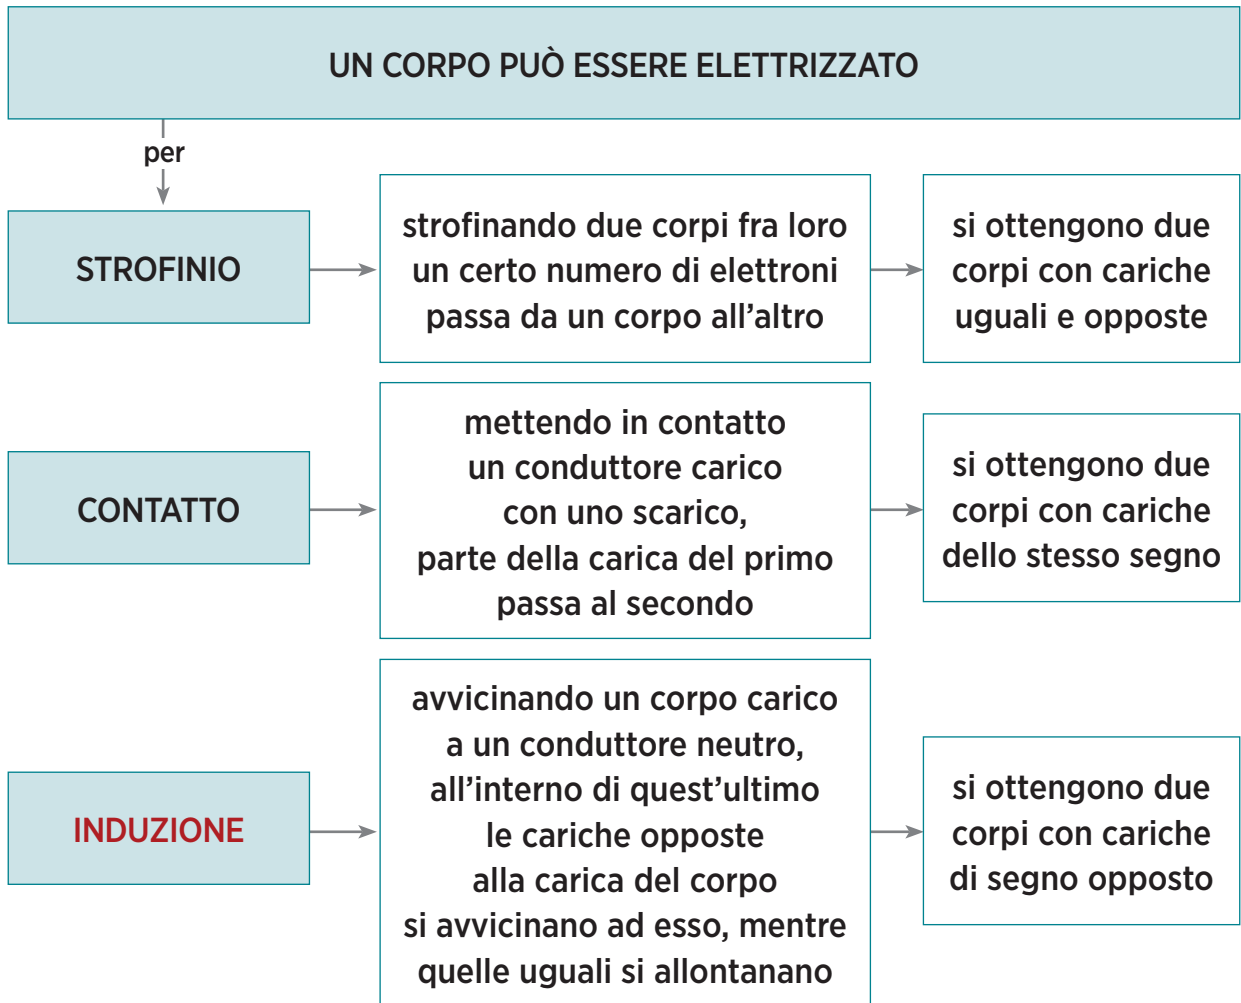 UN CORPO PUÒ ESSERE ELETTRIZZATO
per
STROFINIO
strofinando due corpi fra loro
un certo numero di elettroni
passa da un corpo all’altro
si ottengono due
corpi con cariche
uguali e opposte
CONTATTO
mettendo in contatto
un conduttore carico
con uno scarico,
parte della carica del primo
passa al secondo
si ottengono due
corpi con cariche
dello stesso segno
INDUZIONE
avvicinando un corpo carico
a un conduttore neutro,
all’interno di quest’ultimo
le cariche opposte
alla carica del corpo
si avvicinano ad esso, mentre
quelle uguali si allontanano
si ottengono due
corpi con cariche
di segno opposto